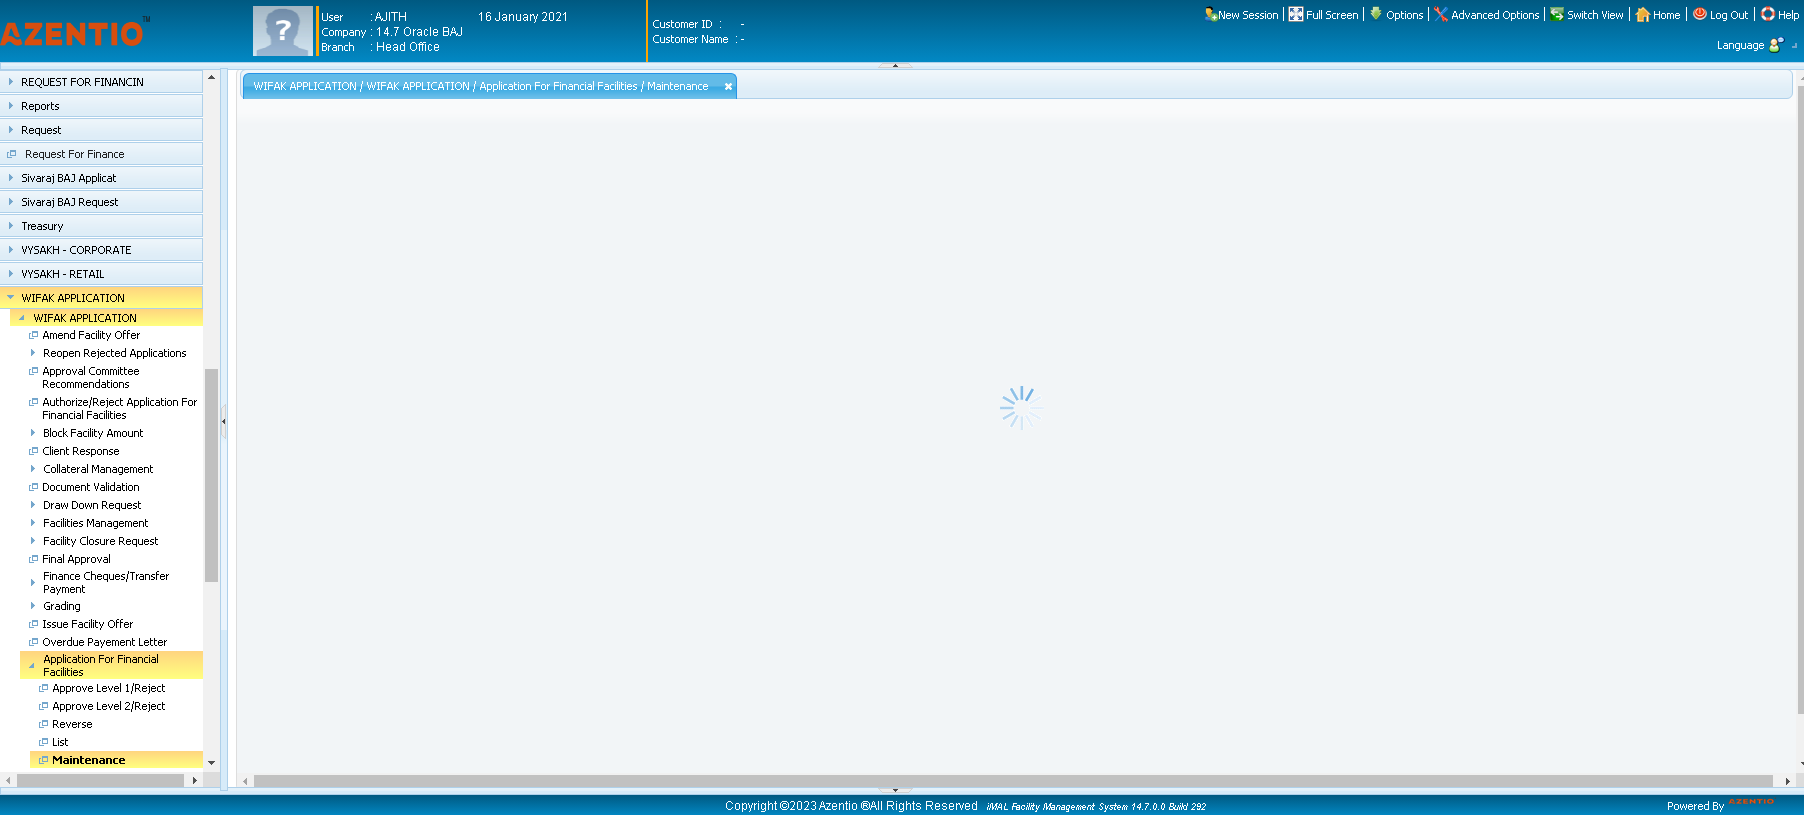 AZENTIO™
User : AJITH 16 January 2021
Company : 14.7 Oracle BAJ
Branch : Head Office
Customer ID : -
Customer Name : -
New Session | Full Screen | Options | Advanced Options | Switch View | Home | Log Out | Help
Language
REQUEST FOR FINANCIN
Reports
Request
Request For Finance
Sivaraj BAJ Applicat
Sivaraj BAJ Request
Treasury
VYSAKH - CORPORATE
VYSAKH - RETAIL
WIFAK APPLICATION
WIFAK APPLICATION
Amend Facility Offer
Reopen Rejected Applications
Approval Committee
Recommendations
Authorize/Reject Application For
Financial Facilities
Block Facility Amount
Client Response
Collateral Management
Document Validation
Draw Down Request
Facilities Management
Facility Closure Request
Final Approval
Finance Cheques/Transfer
Payment
Grading
Issue Facility Offer
Overdue Payement Letter
Application For Financial
Facilities
Approve Level 1/Reject
Approve Level 2/Reject
Reverse
List
Maintenance
WIFAK APPLICATION / WIFAK APPLICATION / Application For Financial Facilities / Maintenance
Copyright ©2023 Azentio ®All Rights Reserved iMAL Facility Management System 14.7.0.0 Build 292
Powered By AZENTIO